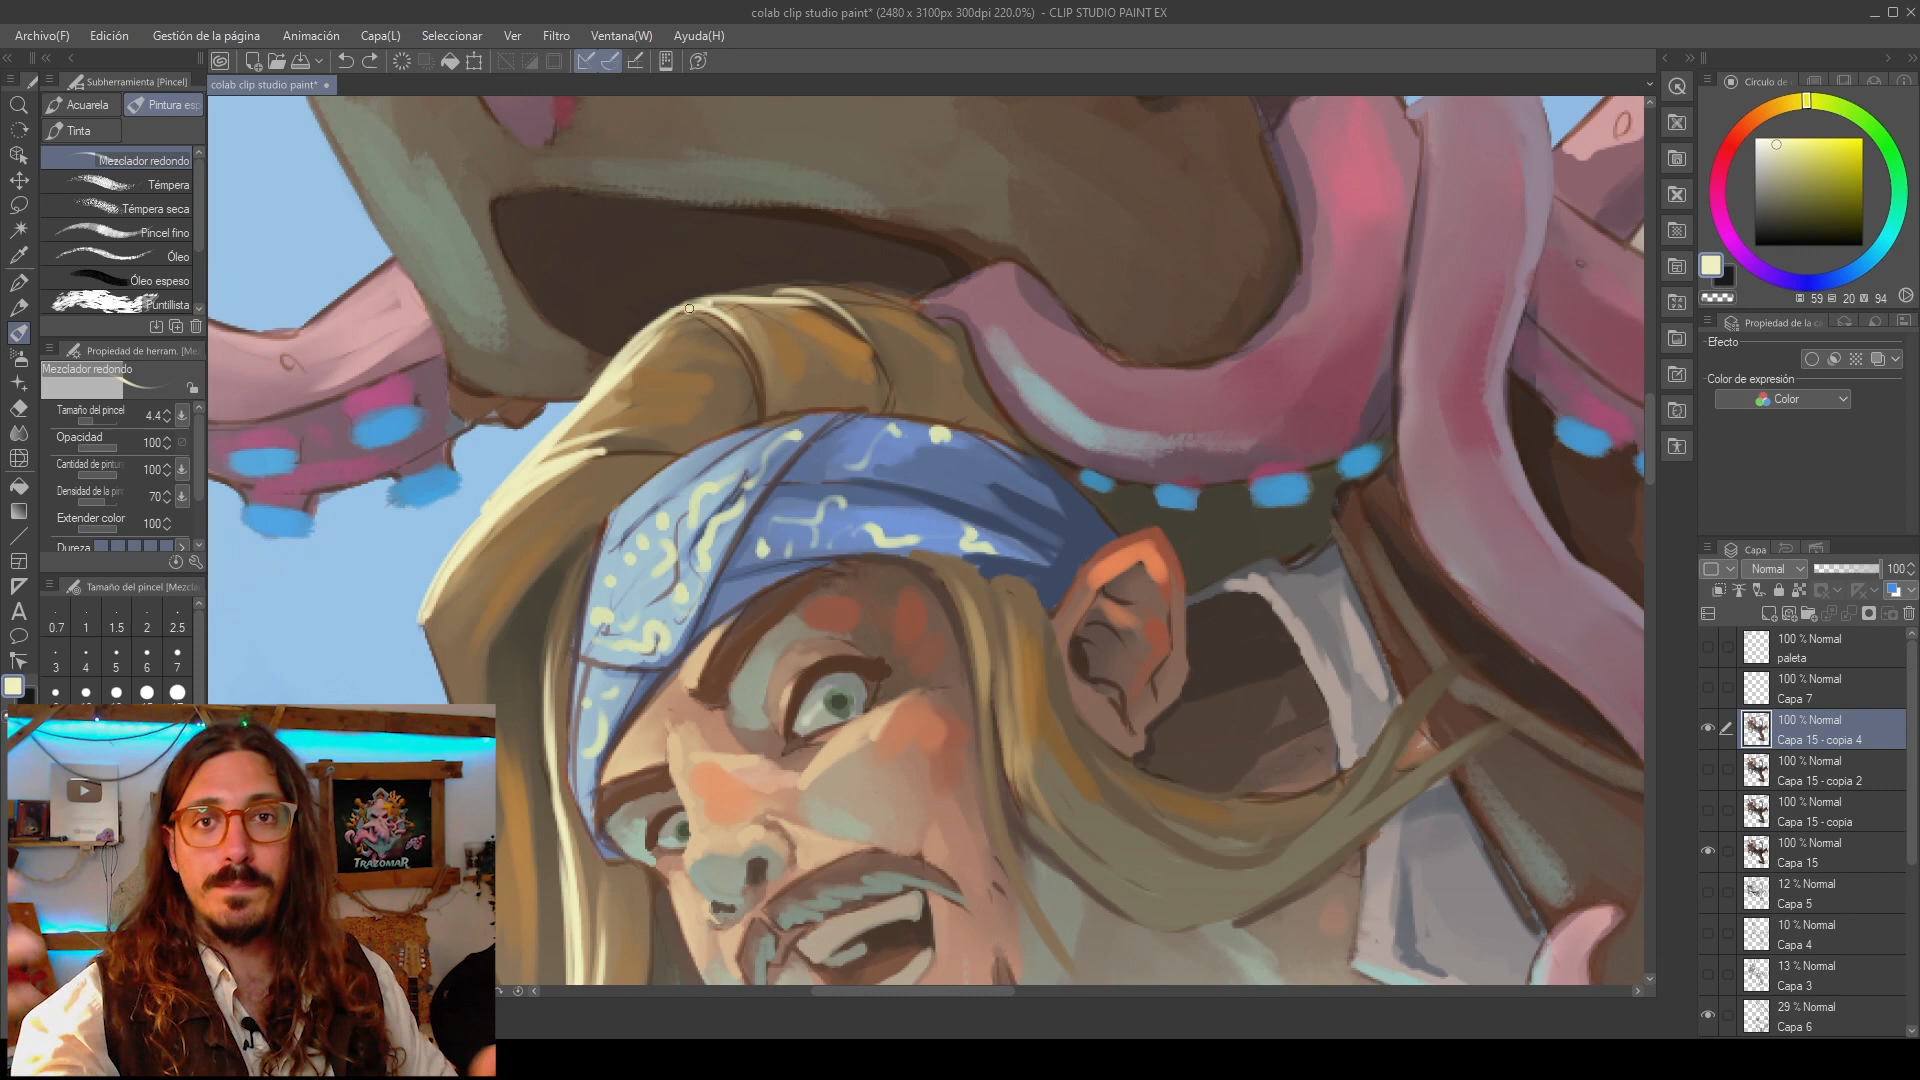 colab clip studio paint* (2480 x 3100px 300dpi 220.0%) - CLIP STUDIO PAINT EX
Archivo(F) Edición Gestión de la página Animación Capa(L) Seleccionar Ver Filtro Ventana(W) Ayuda(H)
Subherramienta [Pincel]
colab clip studio paint*
Acuarela Pintura esp
Tinta
Mezclador redondo
Témpera
Témpera seca
Pincel fino
Óleo
Óleo espeso
Puntillista
Propiedad de herram. [Me
Mezclador redondo
Tamaño del pincel 4.4
Opacidad 100
Cantidad de pintur 100
Densidad de la pin 70
Extender color 100
Dureza
Tamaño del pincel [Mezcla
0.7 1 1.5 2 2.5
3 4 5 6 7
Círculo de
59 20 94
Propiedad de la c
Efecto
Color de expresión
Color
Capa
Normal 100
100 % Normal
paleta
100 % Normal
Capa 7
100 % Normal
Capa 15 - copia 4
100 % Normal
Capa 15 - copia 2
100 % Normal
Capa 15 - copia
100 % Normal
Capa 15
12 % Normal
Capa 5
10 % Normal
Capa 4
13 % Normal
Capa 3
29 % Normal
Capa 6
TRAZOMAR